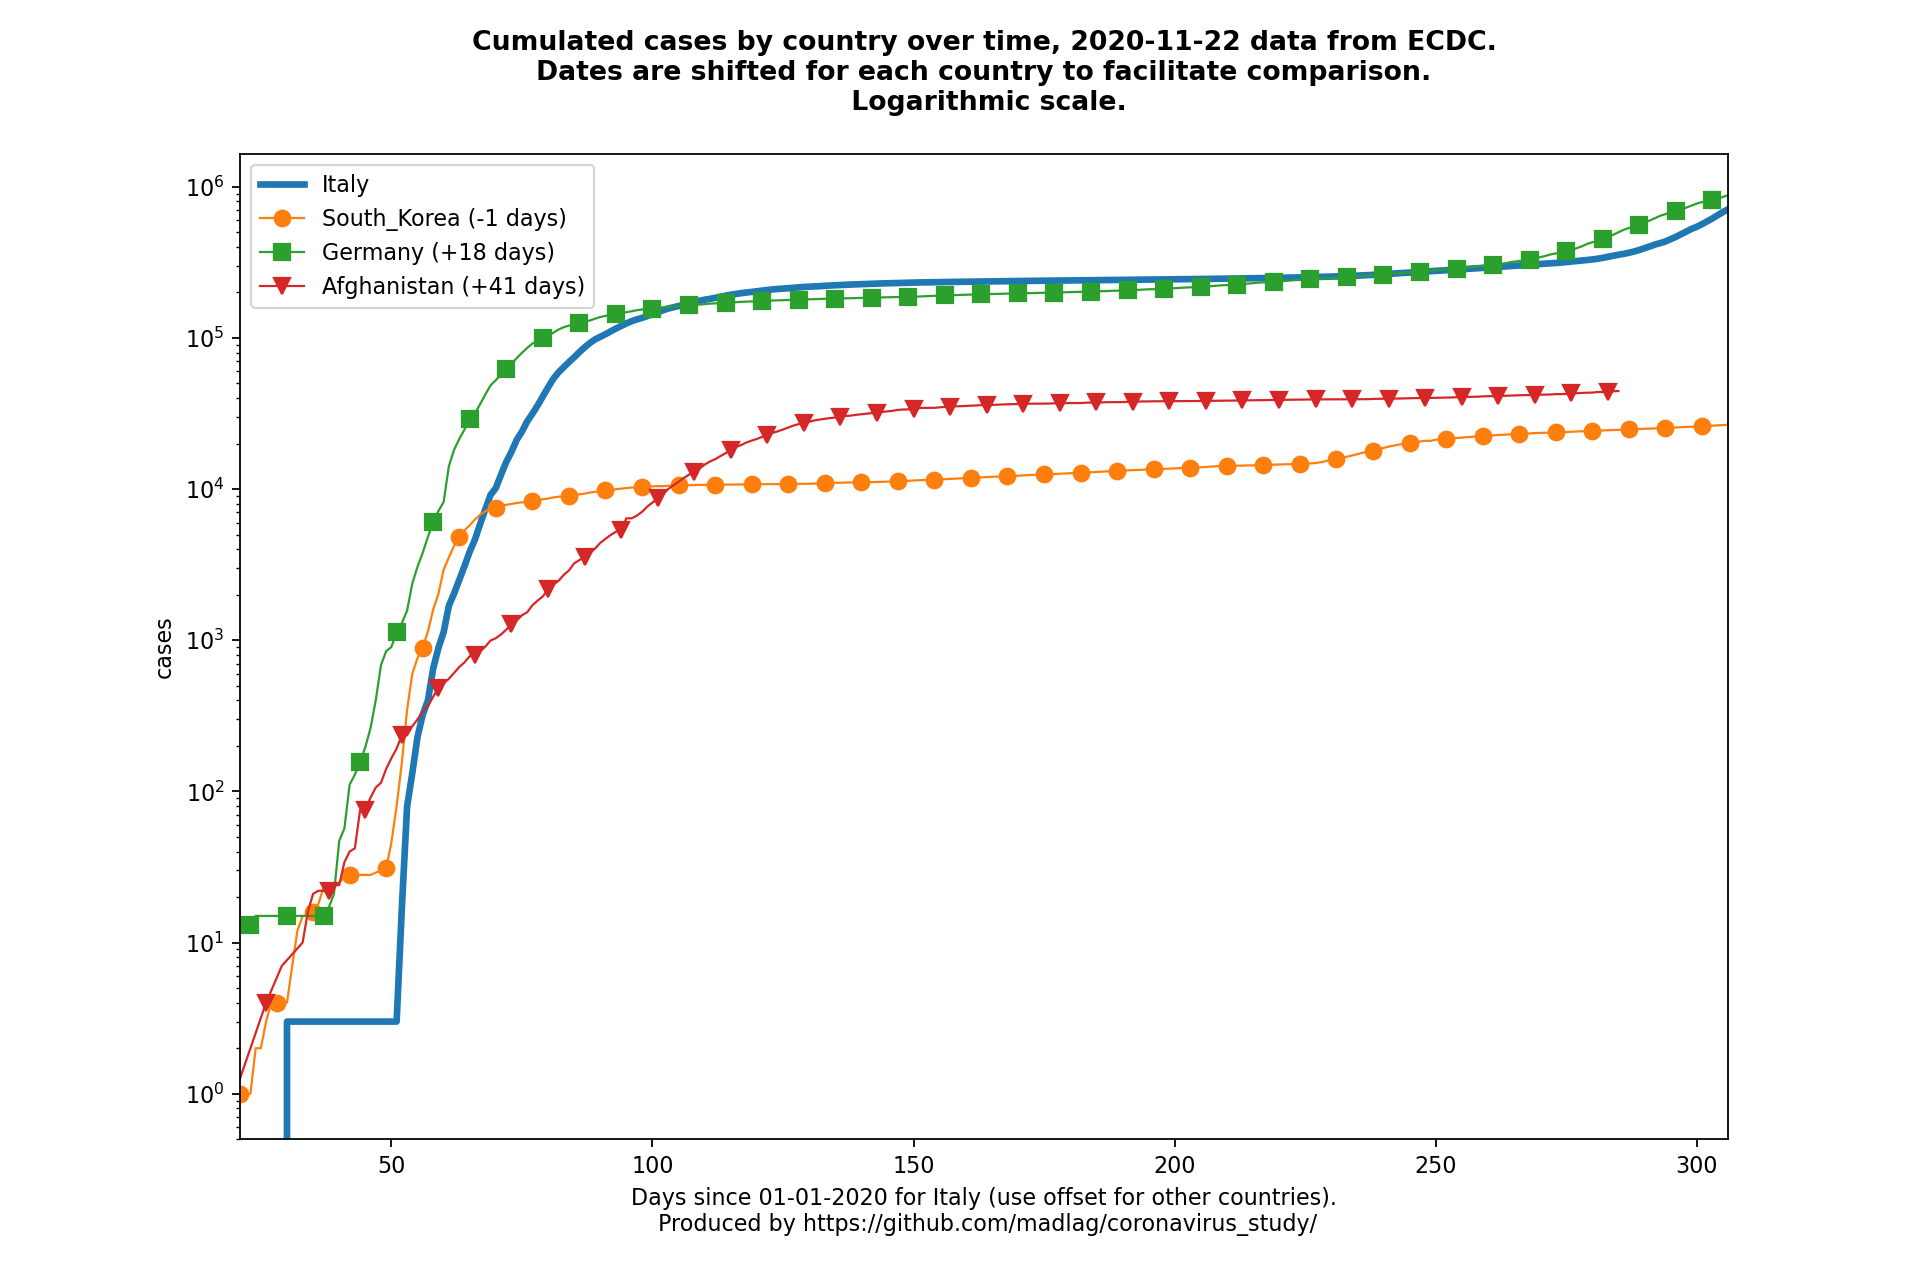 Cumulated cases by country over time, 2020-11-22 data from ECDC.
Dates are shifted for each country to facilitate comparison.
Logarithmic scale.
Italy
South_Korea (-1 days)
Germany (+18 days)
Afghanistan (+41 days)
10^6
10^5
10^4
10^3
10^2
10^1
10^0
cases
50 100 150 200 250 300
Days since 01-01-2020 for Italy (use offset for other countries).
Produced by https://github.com/madlag/coronavirus_study/